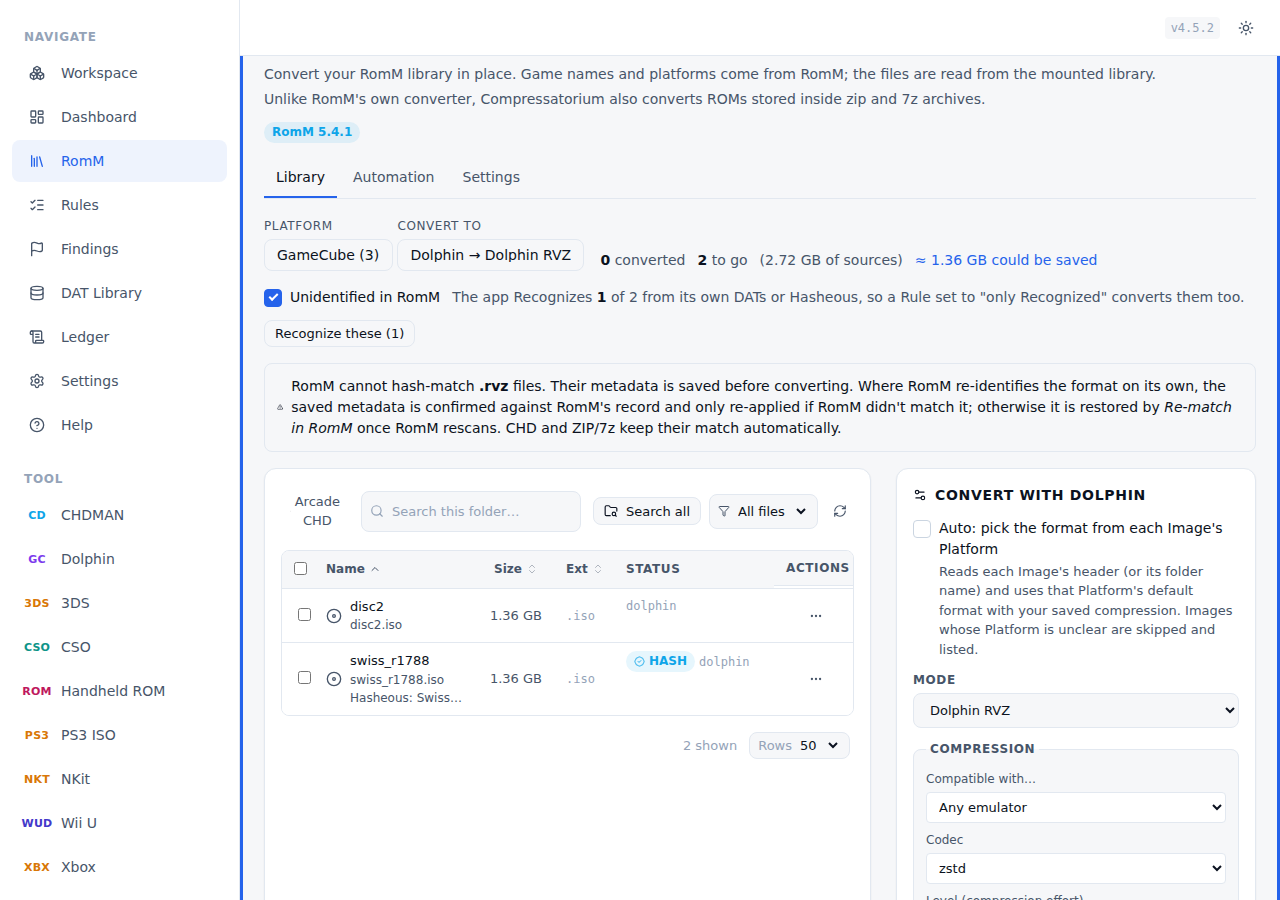 NAVIGATE
Workspace
Dashboard
RomM
Rules
Findings
DAT Library
Ledger
Settings
Help
TOOL
CD CHDMAN
GC Dolphin
3DS 3DS
CSO CSO
ROM Handheld ROM
PS3 PS3 ISO
NKT NKit
WUD Wii U
XBX Xbox
v4.5.2
Convert your RomM library in place. Game names and platforms come from RomM; the files are read from the mounted library.
Unlike RomM's own converter, Compressatorium also converts ROMs stored inside zip and 7z archives.
RomM 5.4.1
Library Automation Settings
PLATFORM CONVERT TO
GameCube (3) Dolphin → Dolphin RVZ 0 converted 2 to go (2.72 GB of sources) ≈ 1.36 GB could be saved
Unidentified in RomM The app Recognizes 1 of 2 from its own DATs or Hasheous, so a Rule set to "only Recognized" converts them too.
Recognize these (1)
RomM cannot hash-match .rvz files. Their metadata is saved before converting. Where RomM re-identifies the format on its own, the
saved metadata is confirmed against RomM's record and only re-applied if RomM didn't match it; otherwise it is restored by Re-match
in RomM once RomM rescans. CHD and ZIP/7z keep their match automatically.
Arcade
CHD
Search this folder…
Search all
All files
Name Size Ext STATUS ACTIONS
disc2
disc2.iso
1.36 GB .iso dolphin
swiss_r1788
swiss_r1788.iso
Hasheous: Swiss…
1.36 GB .iso HASH dolphin
2 shown Rows 50
CONVERT WITH DOLPHIN
Auto: pick the format from each Image's
Platform
Reads each Image's header (or its folder
name) and uses that Platform's default
format with your saved compression. Images
whose Platform is unclear are skipped and
listed.
MODE
Dolphin RVZ
COMPRESSION
Compatible with…
Any emulator
Codec
zstd
Level (compression effort)